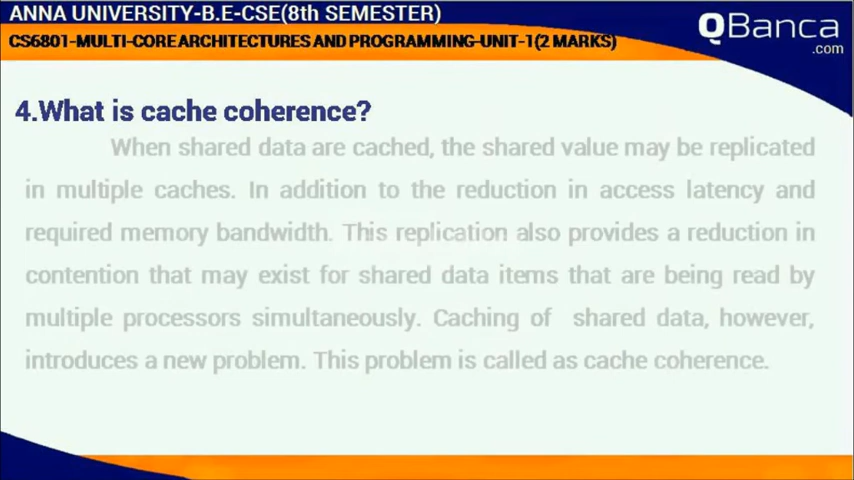 ANNA UNIVERSITY-B.E-CSE(8th SEMESTER)
CS6801-MULTI-CORE ARCHITECTURES AND PROGRAMMING-UNIT-1(2 MARKS)
QBanca
.com
4.What is cache coherence?
When shared data are cached, the shared value may be replicated
in multiple caches. In addition to the reduction in access latency and
required memory bandwidth. This replication also provides a reduction in
contention that may exist for shared data items that are being read by
multiple processors simultaneously. Caching of shared data, however,
introduces a new problem. This problem is called as cache coherence.